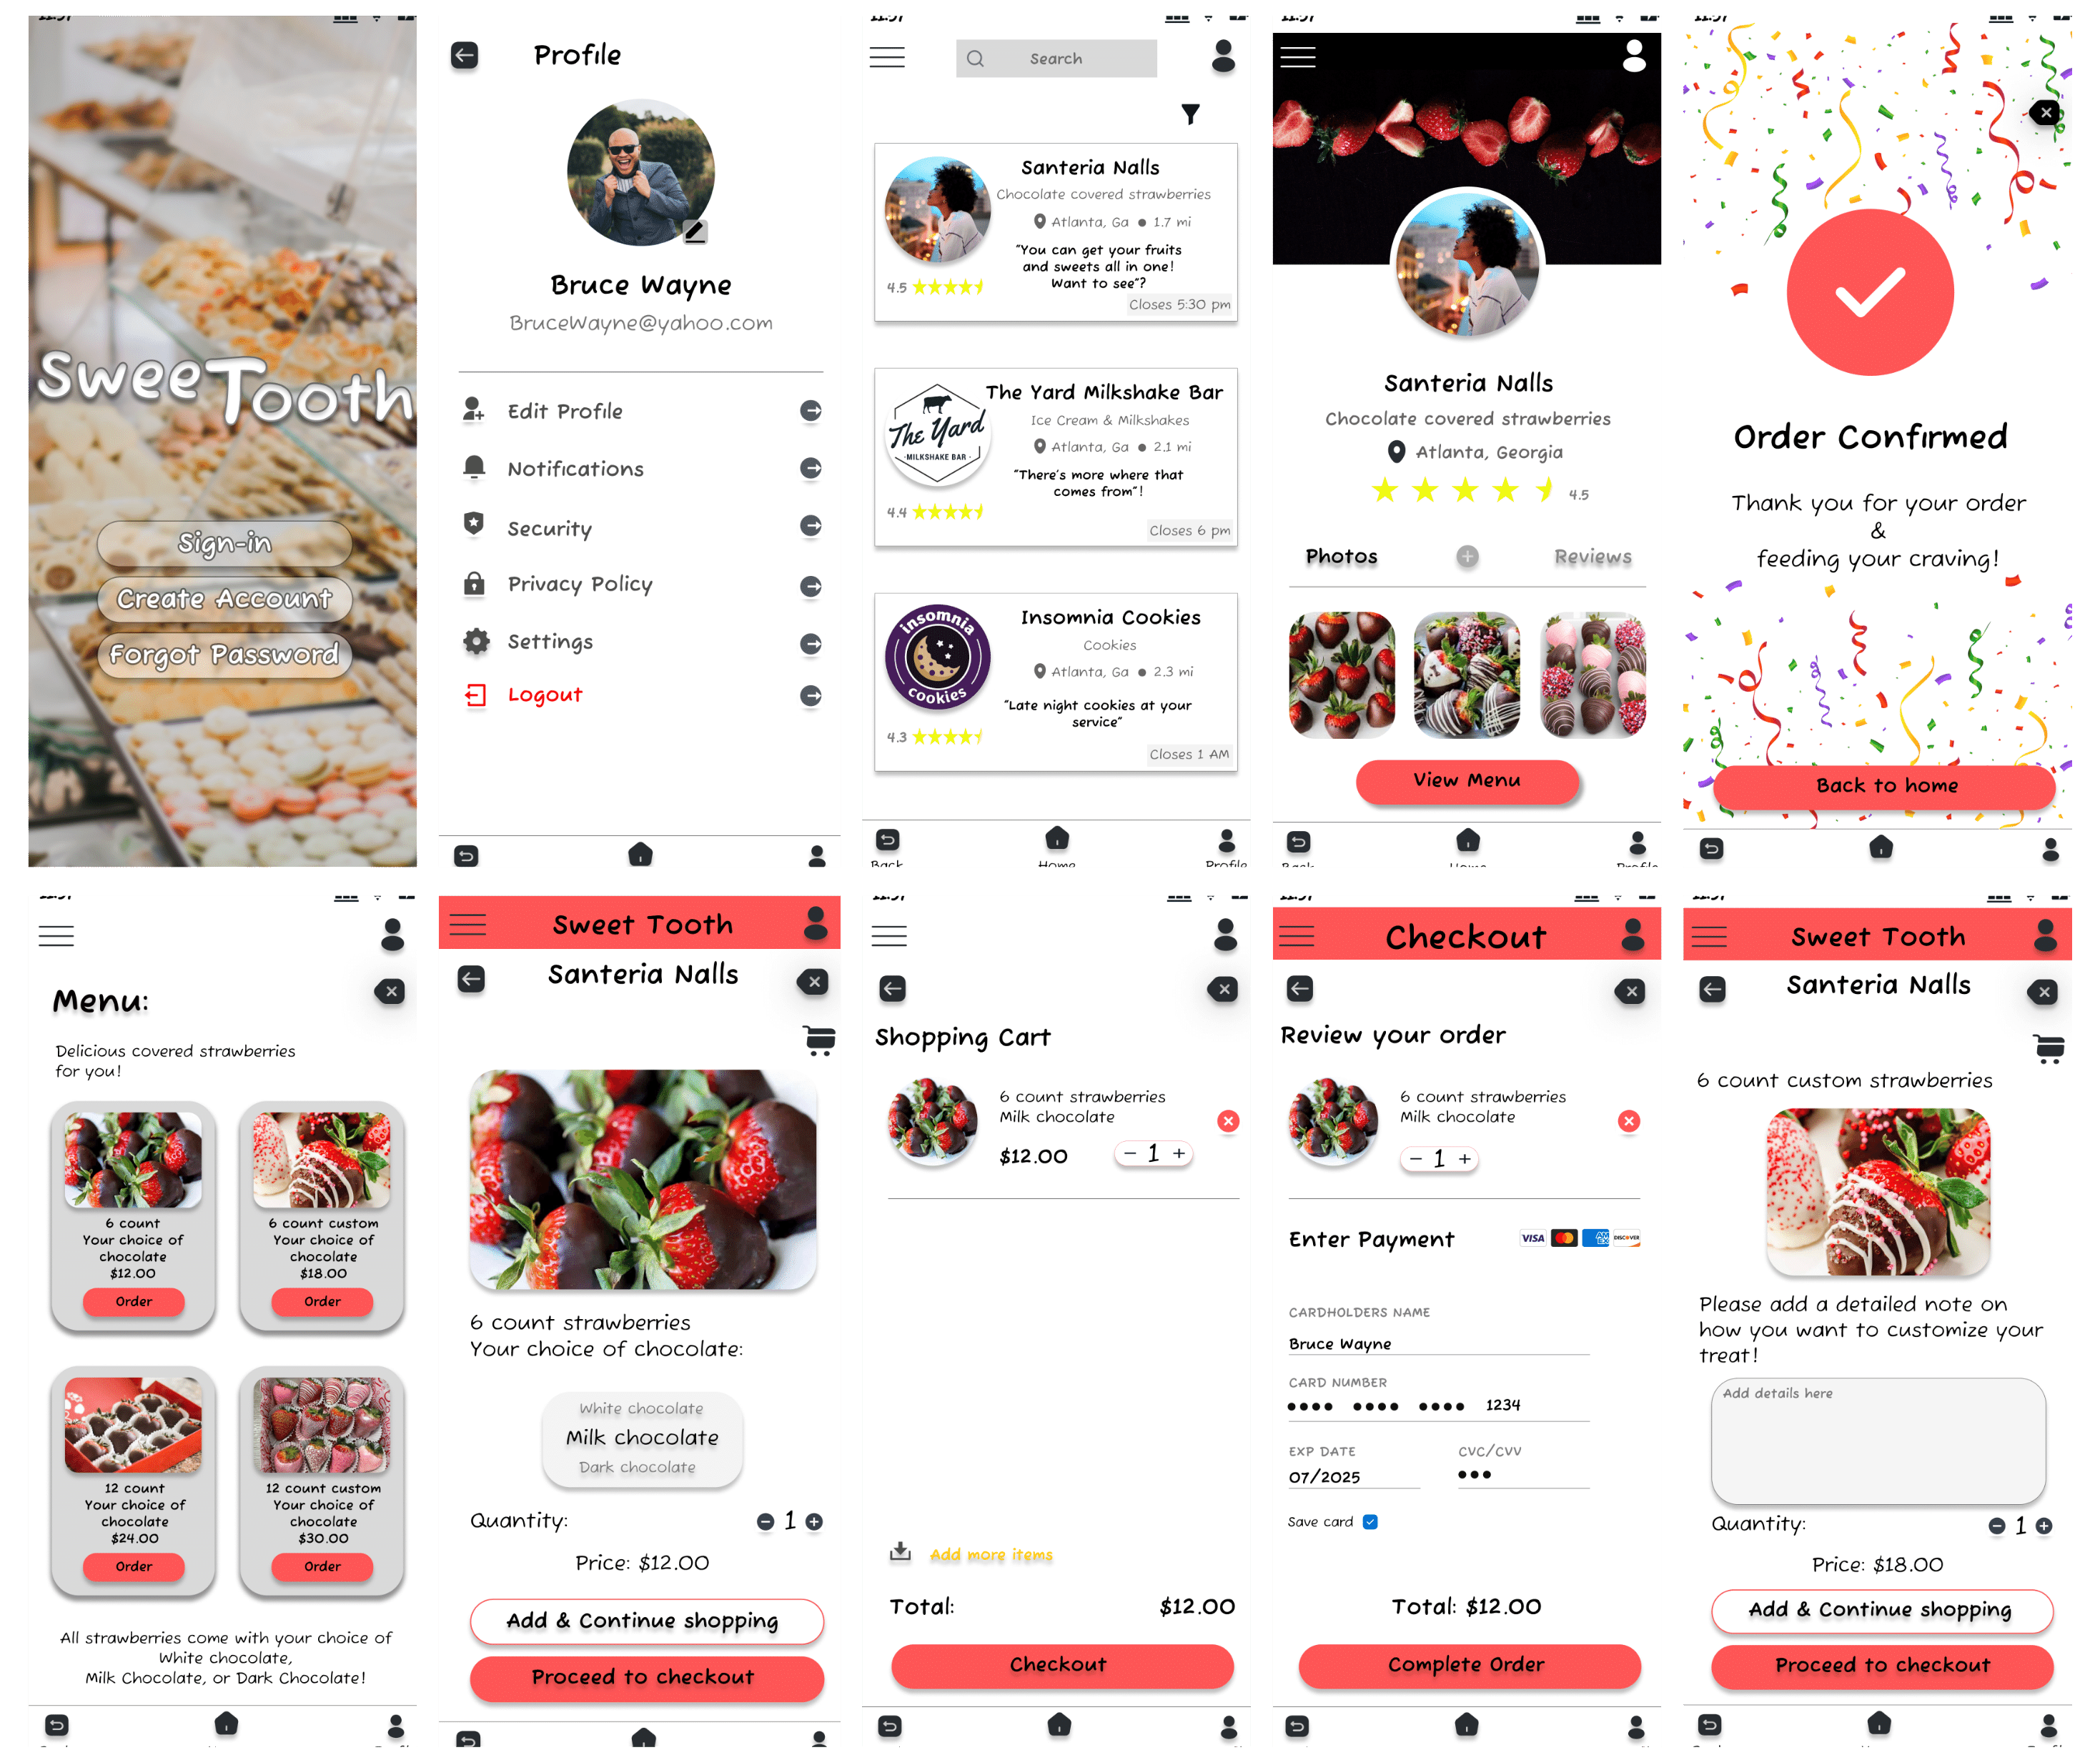 SweeTooth
Sign-in
Create Account
Forgot Password
Profile
Bruce Wayne
BruceWayne@yahoo.com
Edit Profile
Notifications
Security
Privacy Policy
Settings
Logout
Search
Santeria Nalls
Chocolate covered strawberries
Atlanta, Ga ● 1.7 mi
"You can get your fruits
and sweets all in one!
Want to see"?
4.5
Closes 5:30 pm
The Yard Milkshake Bar
The Yard
·MILKSHAKE BAR·
Ice Cream & Milkshakes
Atlanta, Ga ● 2.1 mi
"There's more where that
comes from"!
4.4
Closes 6 pm
Insomnia Cookies
insomnia
cookies
Cookies
Atlanta, Ga ● 2.3 mi
"Late night cookies at your
service"
4.3
Closes 1 AM
Back
Home
Profile
Santeria Nalls
Chocolate covered strawberries
Atlanta, Georgia
4.5
Photos
Reviews
View Menu
Order Confirmed
Thank you for your order
&
feeding your craving!
Back to home
Menu:
Delicious covered strawberries
for you!
6 count
Your choice of
chocolate
$12.00
Order
6 count custom
Your choice of
chocolate
$18.00
Order
12 count
Your choice of
chocolate
$24.00
Order
12 count custom
Your choice of
chocolate
$30.00
Order
All strawberries come with your choice of
White chocolate,
Milk Chocolate, or Dark Chocolate!
Sweet Tooth
Santeria Nalls
6 count strawberries
Your choice of chocolate:
White chocolate
Milk chocolate
Dark chocolate
Quantity:
1
Price: $12.00
Add & Continue shopping
Proceed to checkout
Shopping Cart
6 count strawberries
Milk chocolate
$12.00
1
Add more items
Total:
$12.00
Checkout
Checkout
Review your order
6 count strawberries
Milk chocolate
1
Enter Payment
VISA
AM
EX
DISCOVER
CARDHOLDERS NAME
Bruce Wayne
CARD NUMBER
●●●● ●●●● ●●●● 1234
EXP DATE
07/2025
CVC/CVV
●●●
Save card
Total: $12.00
Complete Order
Sweet Tooth
Santeria Nalls
6 count custom strawberries
Please add a detailed note on
how you want to customize your
treat!
Add details here
Quantity:
1
Price: $18.00
Add & Continue shopping
Proceed to checkout